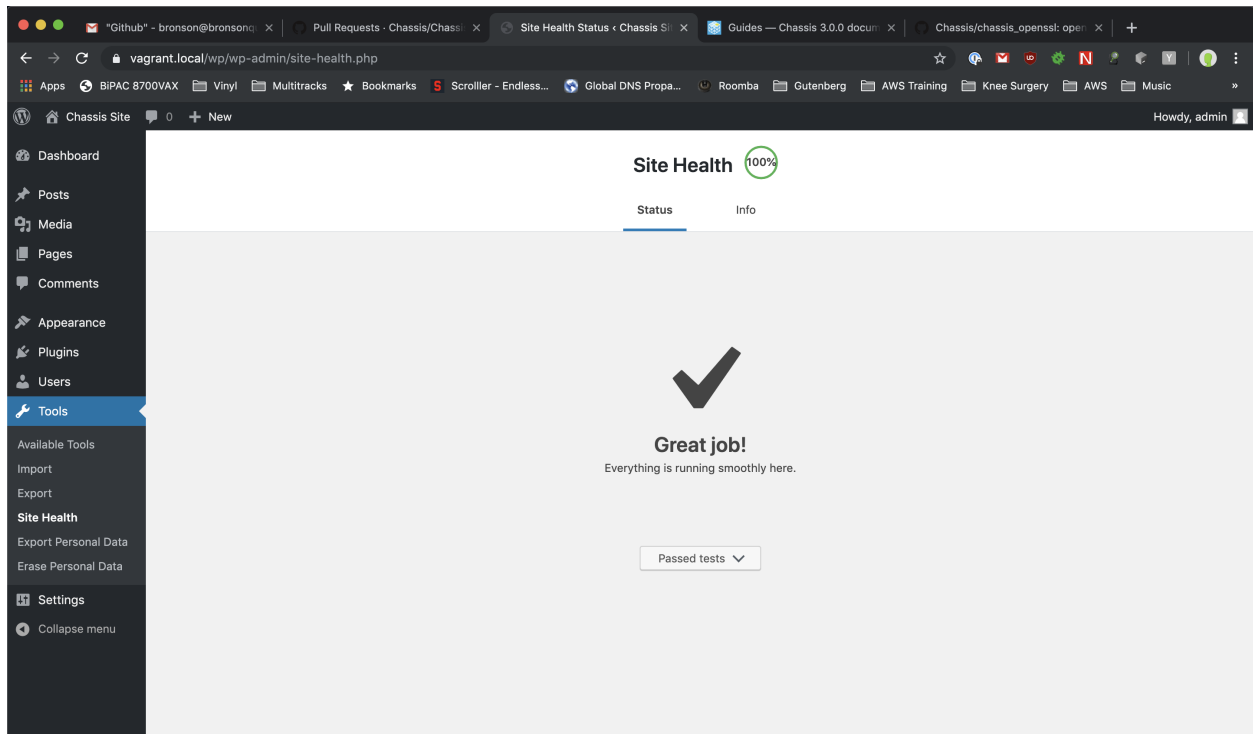 "Github" - bronson@bronsonq
Pull Requests · Chassis/Chassi
Site Health Status ‹ Chassis Sit
Guides — Chassis 3.0.0 docum
Chassis/chassis_openssl: open
vagrant.local/wp/wp-admin/site-health.php
Apps BiPAC 8700VAX Vinyl Multitracks Bookmarks Scrolller - Endless... Global DNS Propa... Roomba Gutenberg AWS Training Knee Surgery AWS Music »
Chassis Site 0 + New Howdy, admin
Dashboard
Posts
Media
Pages
Comments
Appearance
Plugins
Users
Tools
Available Tools
Import
Export
Site Health
Export Personal Data
Erase Personal Data
Settings
Collapse menu
Site Health 100%
Status Info
Great job!
Everything is running smoothly here.
Passed tests